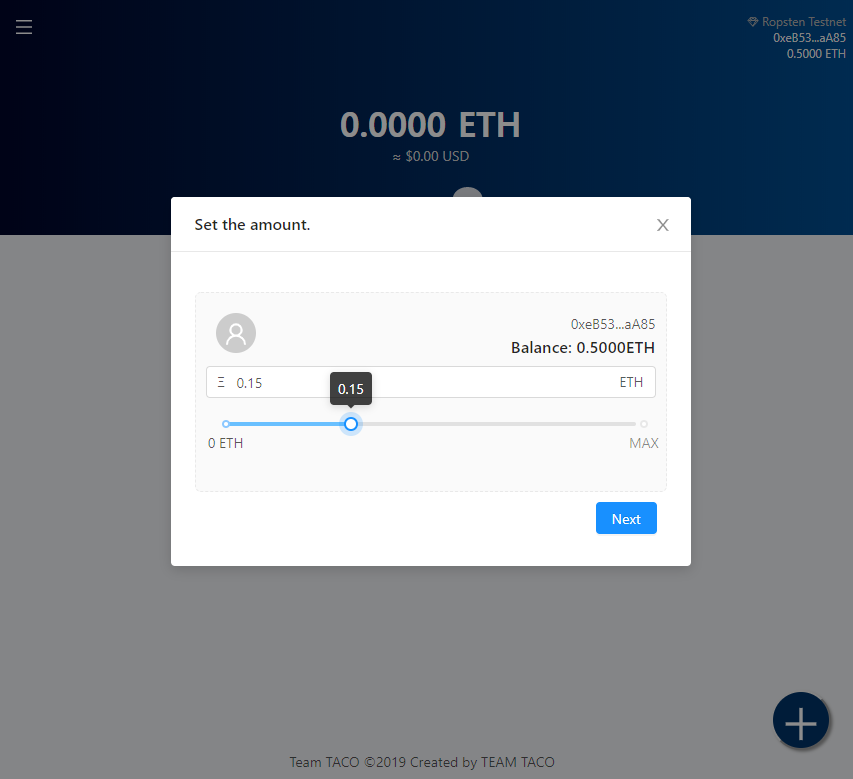 Ropsten Testnet
0xeB53...aA85
0.5000 ETH
0.0000 ETH
≈ $0.00 USD
Set the amount.
0xeB53...aA85
Balance: 0.5000ETH
Ξ 0.15 ETH
0.15
0 ETH MAX
Next
Team TACO ©2019 Created by TEAM TACO